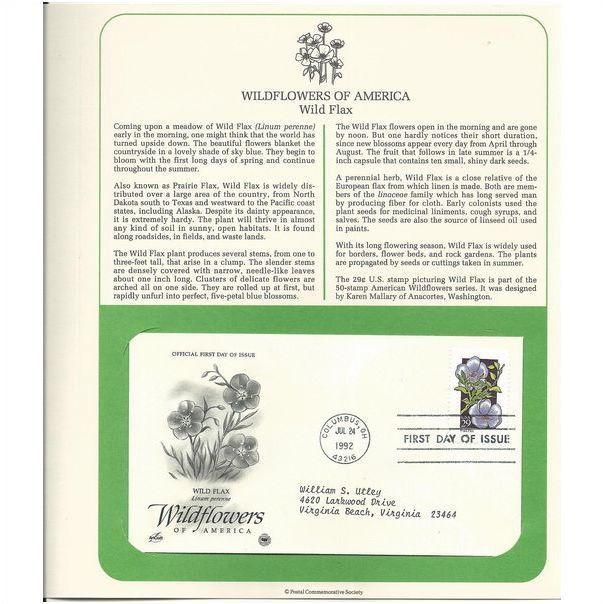 WILDFLOWERS OF AMERICA
Wild Flax
Coming upon a meadow of Wild Flax (Linum perenne)
early in the morning, one might think that the world has
turned upside down. The beautiful flowers blanket the
countryside in a lovely shade of sky blue. They begin to
bloom with the first long days of spring and continue
throughout the summer.
Also known as Prairie Flax, Wild Flax is widely dis-
tributed over a large area of the country, from North
Dakota south to Texas and westward to the Pacific coast
states, including Alaska. Despite its dainty appearance,
it is extremely hardy. The plant will thrive in almost
any kind of soil in sunny, open habitats. It is found
along roadsides, in fields, and waste lands.
The Wild Flax plant produces several stems, from one to
three-feet tall, that arise in a clump. The slender stems
are densely covered with narrow, needle-like leaves
about one inch long. Clusters of delicate flowers are
arched all on one side. They are rolled up at first, but
rapidly unfurl into perfect, five-petal blue blossoms.
The Wild Flax flowers open in the morning and are gone
by noon. But one hardly notices their short duration,
since new blossoms appear every day from April through
August. The fruit that follows in late summer is a 1/4-
inch capsule that contains ten small, shiny dark seeds.
A perennial herb, Wild Flax is a close relative of the
European flax from which linen is made. Both are mem-
bers of the linaceae family which has long served man
by producing fiber for cloth. Early colonists used the
plant seeds for medicinal liniments, cough syrups, and
salves. The seeds are also the source of linseed oil used
in paints.
With its long flowering season, Wild Flax is widely used
for borders, flower beds, and rock gardens. The plants
are propagated by seeds or cuttings taken in summer.
The 29¢ U.S. stamp picturing Wild Flax is part of the
50-stamp American Wildflowers series. It was designed
by Karen Mallary of Anacortes, Washington.
OFFICIAL FIRST DAY OF ISSUE
COLUMBUS, OH
JUL 24
1992
43216
29
FIRST DAY OF ISSUE
WILD FLAX
Linum perenne
Wildflowers
OF AMERICA
William S. Utley
4620 Larkwood Drive
Virginia Beach, Virginia 23464
© Postal Commemorative Society